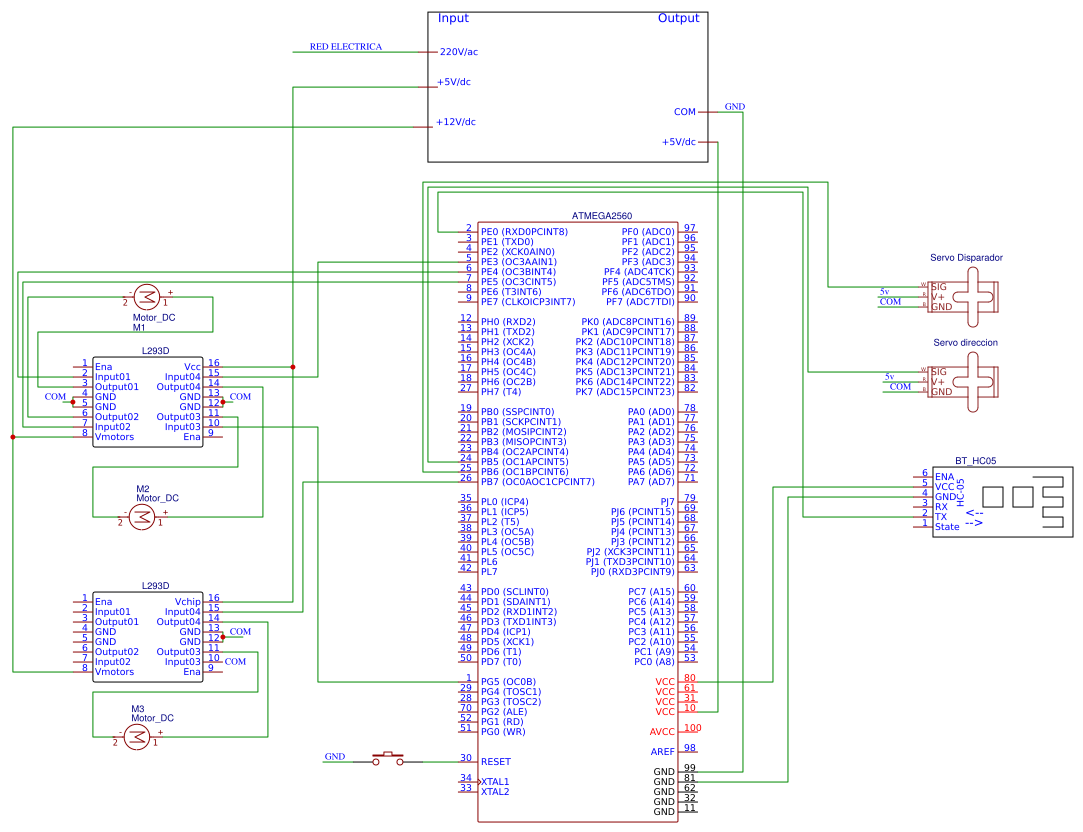 Input Output
RED ELECTRICA
220V/ac
+5V/dc
+12V/dc
COM GND
+5V/dc
ATMEGA2560
2 PE0 (RXD0PCINT8) PF0 (ADC0) 97
3 PE1 (TXD0) PF1 (ADC1) 96
4 PE2 (XCK0AIN0) PF2 (ADC2) 95
5 PE3 (OC3AAIN1) PF3 (ADC3) 94
6 PE4 (OC3BINT4) PF4 (ADC4TCK) 93
7 PE5 (OC3CINT5) PF5 (ADC5TMS) 92
8 PE6 (T3INT6) PF6 (ADC6TDO) 91
9 PE7 (CLKOICP3INT7) PF7 (ADC7TDI) 90
12 PH0 (RXD2) PK0 (ADC8PCINT16) 89
13 PH1 (TXD2) PK1 (ADC9PCINT17) 88
14 PH2 (XCK2) PK2 (ADC10PCINT18) 87
15 PH3 (OC4A) PK3 (ADC11PCINT19) 86
16 PH4 (OC4B) PK4 (ADC12PCINT20) 85
17 PH5 (OC4C) PK5 (ADC13PCINT21) 84
18 PH6 (OC2B) PK6 (ADC14PCINT22) 83
27 PH7 (T4) PK7 (ADC15PCINT23) 82
19 PB0 (SSPCINT0) PA0 (AD0) 78
20 PB1 (SCKPCINT1) PA1 (AD1) 77
21 PB2 (MOSIPCINT2) PA2 (AD2) 76
22 PB3 (MISOPCINT3) PA3 (AD3) 75
23 PB4 (OC2APCINT4) PA4 (AD4) 74
24 PB5 (OC1APCINT5) PA5 (AD5) 73
25 PB6 (OC1BPCINT6) PA6 (AD6) 72
26 PB7 (OC0AOC1CPCINT7) PA7 (AD7) 71
35 PL0 (ICP4) PJ7 79
36 PL1 (ICP5) PJ6 (PCINT15) 69
37 PL2 (T5) PJ5 (PCINT14) 68
38 PL3 (OC5A) PJ4 (PCINT13) 67
39 PL4 (OC5B) PJ3 (PCINT12) 66
40 PL5 (OC5C) PJ2 (XCK3PCINT11) 65
41 PL6 PJ1 (TXD3PCINT10) 64
42 PL7 PJ0 (RXD3PCINT9) 63
43 PD0 (SCLINT0) PC7 (A15) 60
44 PD1 (SDAINT1) PC6 (A14) 59
45 PD2 (RXD1INT2) PC5 (A13) 58
46 PD3 (TXD1INT3) PC4 (A12) 57
47 PD4 (ICP1) PC3 (A11) 56
48 PD5 (XCK1) PC2 (A10) 55
49 PD6 (T1) PC1 (A9) 54
50 PD7 (T0) PC0 (A8) 53
1 PG5 (OC0B) VCC 80
29 PG4 (TOSC1) VCC 61
28 PG3 (TOSC2) VCC 31
70 PG2 (ALE) VCC 10
52 PG1 (RD)
51 PG0 (WR) AVCC 100
AREF 98
GND 30 RESET
GND 99
34 XTAL1 GND 81
33 XTAL2 GND 62
GND 32
GND 11
2 - + 1
Motor_DC
M1
L293D
1 Ena Vcc 16
2 Input01 Input04 15
3 Output01 Output04 14
COM 4 GND GND 13 COM
5 GND GND 12
6 Output02 Output03 11
7 Input02 Input03 10
8 Vmotors Ena 9
M2
Motor_DC
2 - + 1
L293D
1 Ena Vchip 16
2 Input01 Input04 15
3 Output01 Output04 14
4 GND GND 13 COM
5 GND GND 12
6 Output02 Output03 11
7 Input02 Input03 10 COM
8 Vmotors Ena 9
M3
Motor_DC
2 - + 1
Servo Disparador
SIG
5v V+
COM GND
Servo direccion
SIG
5v V+
COM GND
BT_HC05
6 ENA
5 VCC
4 GND
3 RX
2 TX
1 State
HC-05
<--
-->